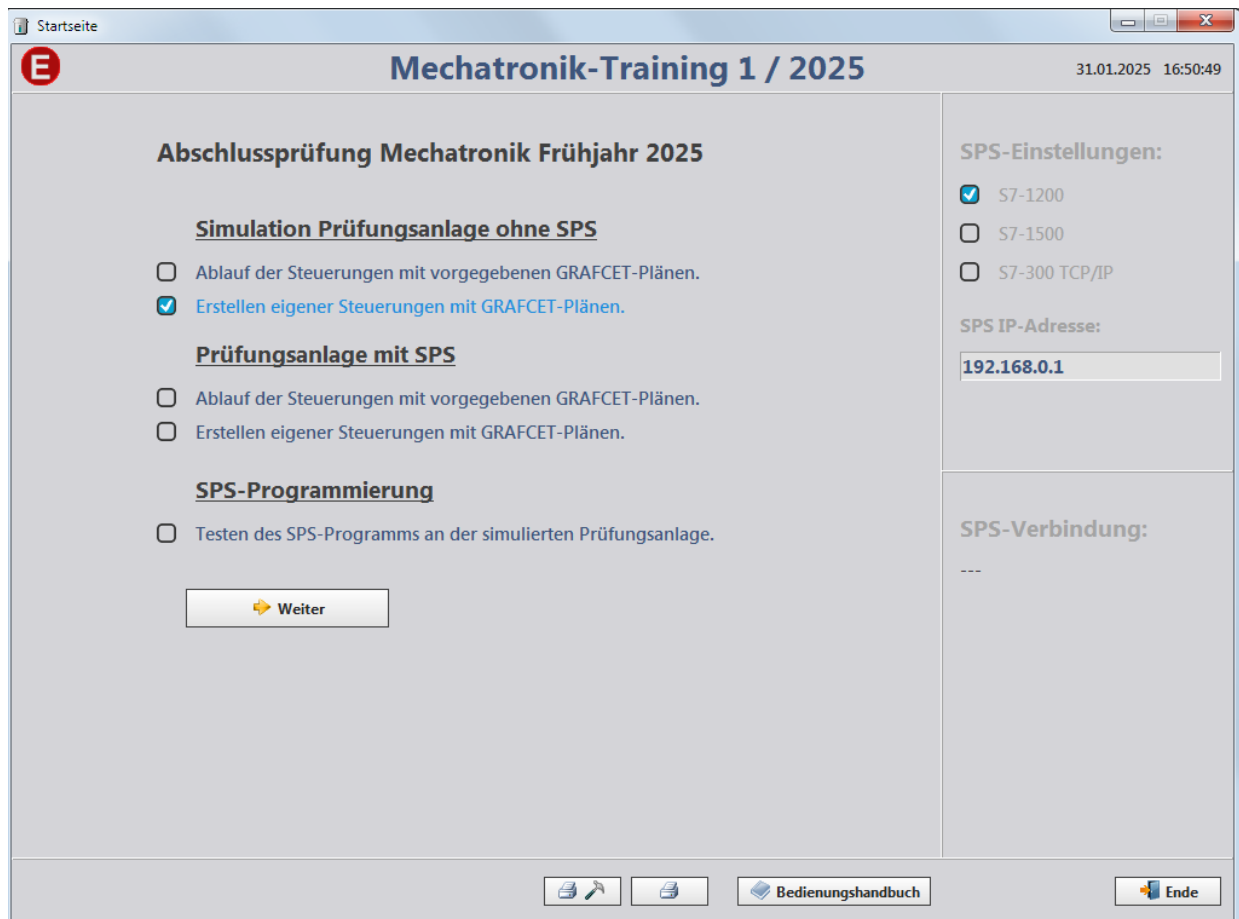 Startseite
E
Mechatronik-Training 1 / 2025
31.01.2025 16:50:49
Abschlussprüfung Mechatronik Frühjahr 2025
Simulation Prüfungsanlage ohne SPS
Ablauf der Steuerungen mit vorgegebenen GRAFCET-Plänen.
Erstellen eigener Steuerungen mit GRAFCET-Plänen.
Prüfungsanlage mit SPS
Ablauf der Steuerungen mit vorgegebenen GRAFCET-Plänen.
Erstellen eigener Steuerungen mit GRAFCET-Plänen.
SPS-Programmierung
Testen des SPS-Programms an der simulierten Prüfungsanlage.
Weiter
SPS-Einstellungen:
S7-1200
S7-1500
S7-300 TCP/IP
SPS IP-Adresse:
192.168.0.1
SPS-Verbindung:
---
Bedienungshandbuch
Ende